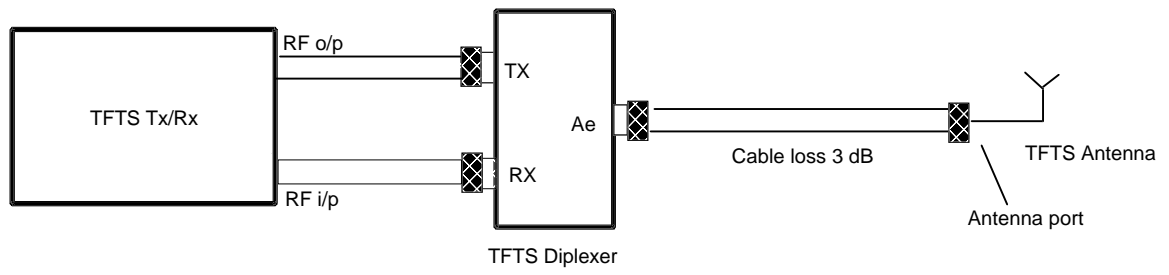 RF o/p
TX
TFTS Tx/Rx
Ae
Cable loss 3 dB
TFTS Antenna
RX
RF i/p
Antenna port
TFTS Diplexer